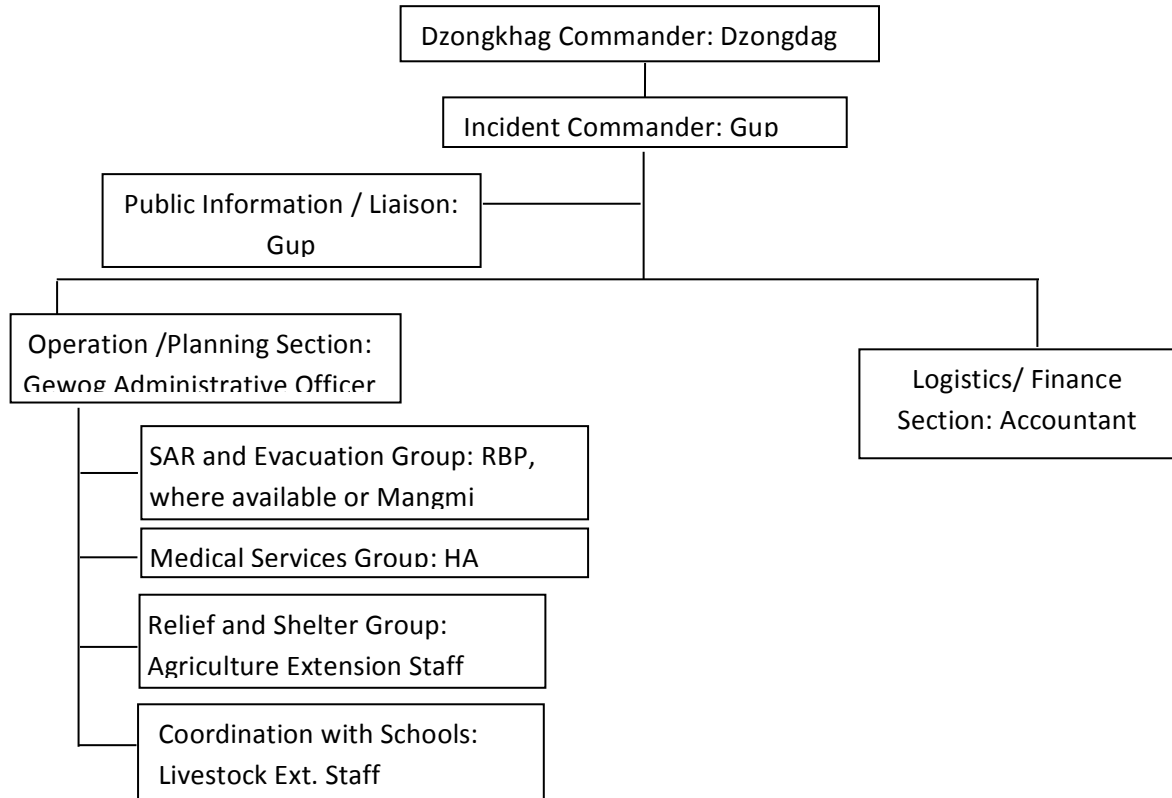 Dzongkhag Commander: Dzongdag
Incident Commander: Gup
Public Information / Liaison:
Gup
Operation /Planning Section:
Gewog Administrative Officer
Logistics/ Finance
Section: Accountant
SAR and Evacuation Group: RBP,
where available or Mangmi
Medical Services Group: HA
Relief and Shelter Group:
Agriculture Extension Staff
Coordination with Schools:
Livestock Ext. Staff